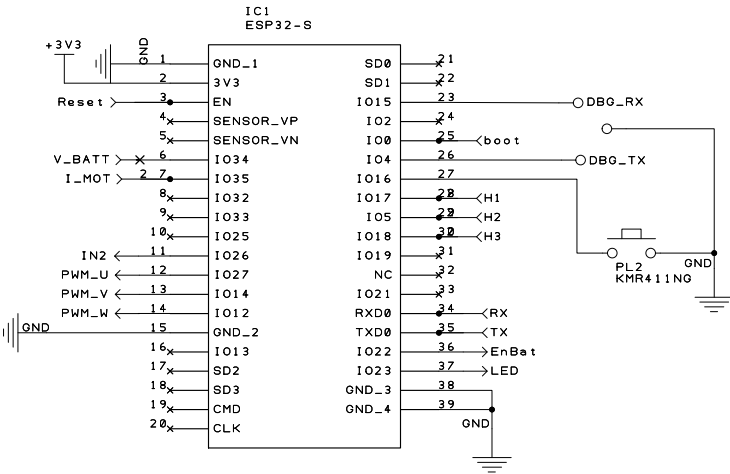 IC1
ESP32-S
+3V3
GND
1 GND_1 SD0 21
2 3V3 SD1 22
Reset 3 EN IO15 23 DBG_RX
4 SENSOR_VP IO2 24
5 SENSOR_VN IO0 25 boot
V_BATT 6 IO34 IO4 26 DBG_TX
I_MOT 2 7 IO35 IO16 27
8 IO32 IO17 H1
9 IO33 IO5 H2
10 IO25 IO18 H3
IN2 11 IO26 IO19 31
PWM_U 12 IO27 NC 32
GND
PL2
KMR411NG
PWM_V 13 IO14 IO21 33
PWM_W 14 IO12 RXD0 34 RX
GND 15 GND_2 TXD0 35 TX
16 IO13 IO22 36 EnBat
17 SD2 IO23 37 LED
18 SD3 GND_3 38
19 CMD GND_4 39
GND
20 CLK